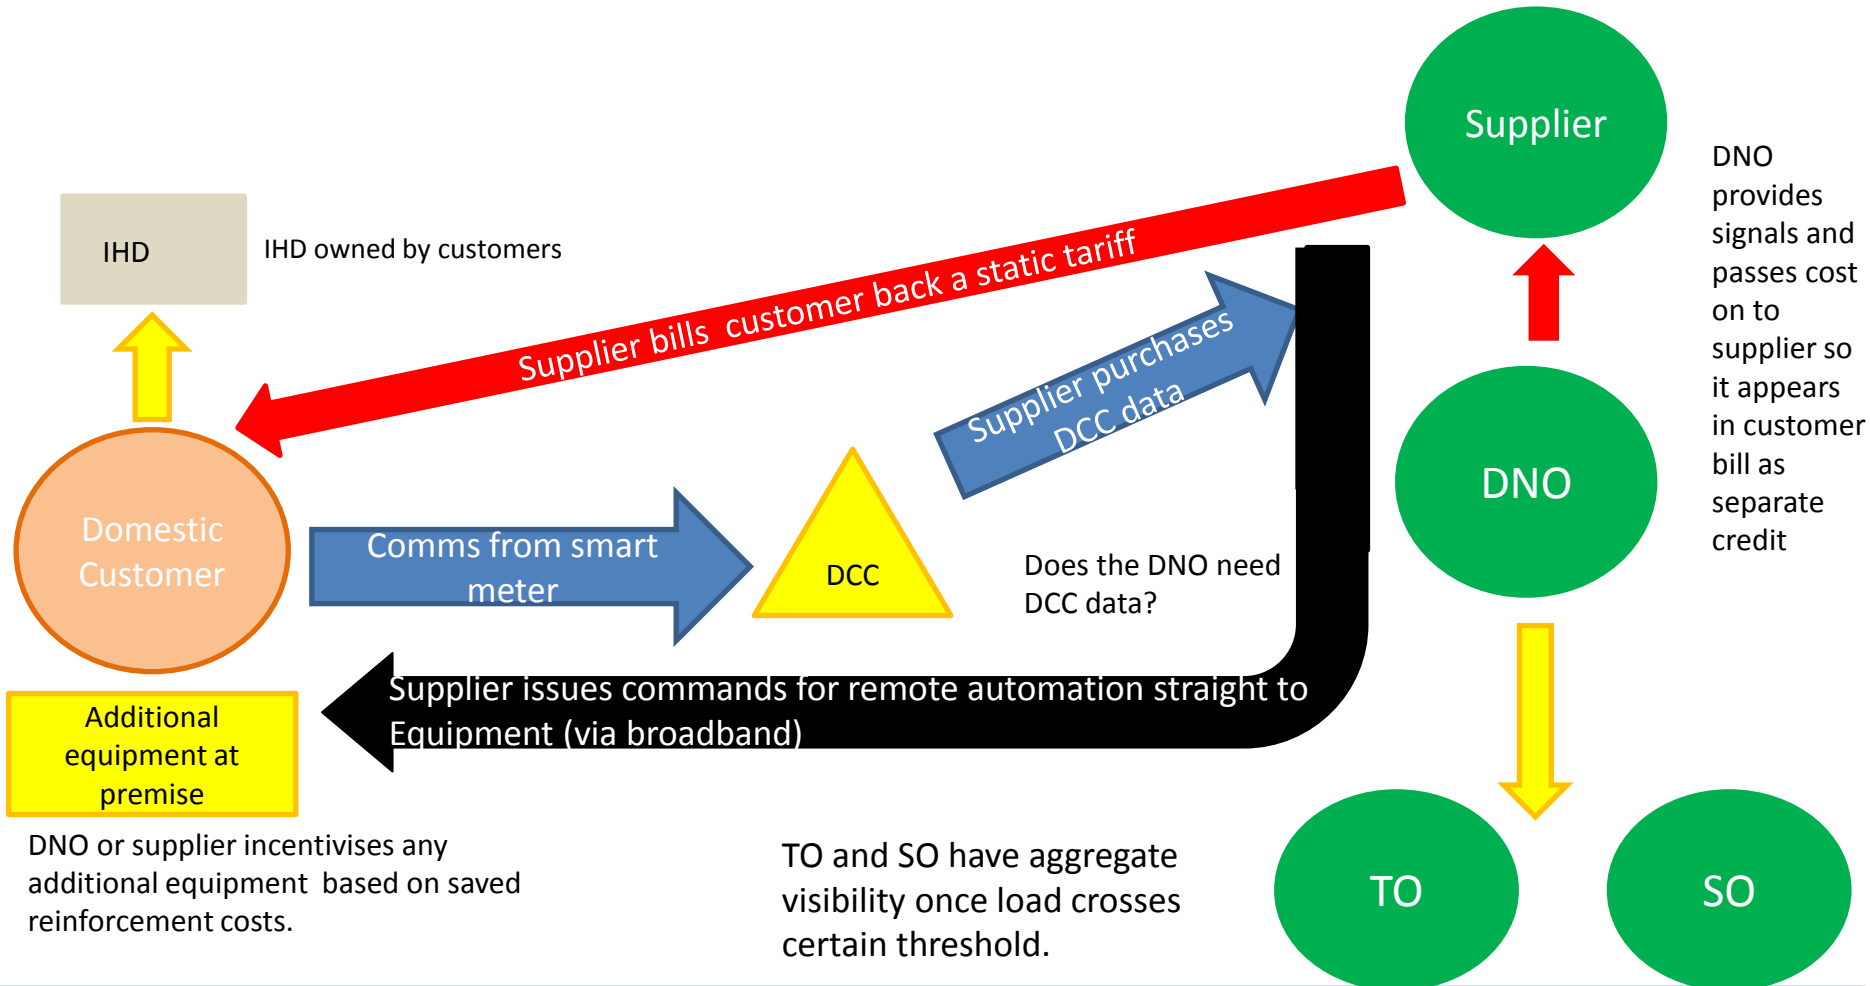 Supplier
DNO
provides
signals and
passes cost
on to
supplier so
it appears
in customer
bill as
separate
credit
IHD
IHD owned by customers
Supplier bills customer back a static tariff
Supplier purchases
DCC data
DNO
Domestic
Customer
Comms from smart
meter
DCC
Does the DNO need
DCC data?
Supplier issues commands for remote automation straight to
Equipment (via broadband)
Additional
equipment at
premise
DNO or supplier incentivises any
additional equipment based on saved
reinforcement costs.
TO and SO have aggregate
visibility once load crosses
certain threshold.
TO
SO